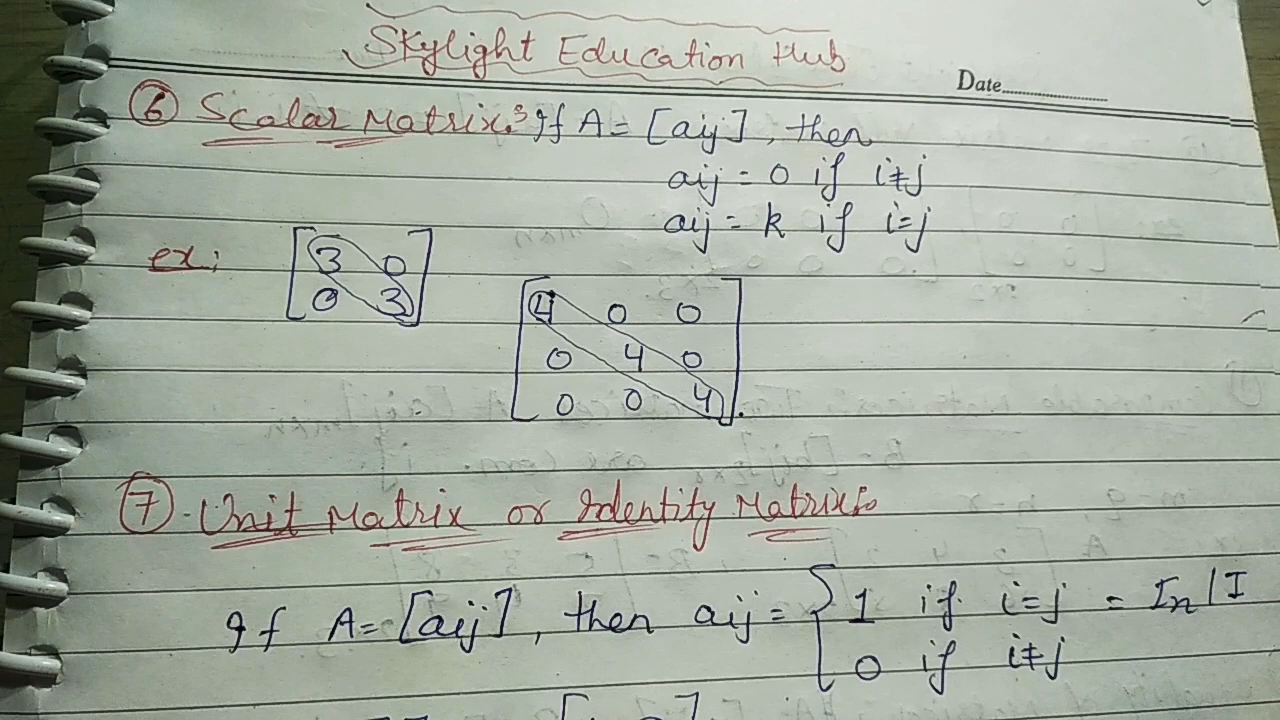 Skylight Education Hub
Date
⑥ Scalar Matrix: If A = [aij], then
aij = 0 if i≠j
aij = k if i=j
ex:
[3 0
0 3]
[4 0 0
0 4 0
0 0 4].
⑦. Unit Matrix or Identity Matrix:
If A = [aij], then aij = { 1 if i=j = In/I
0 if i≠j